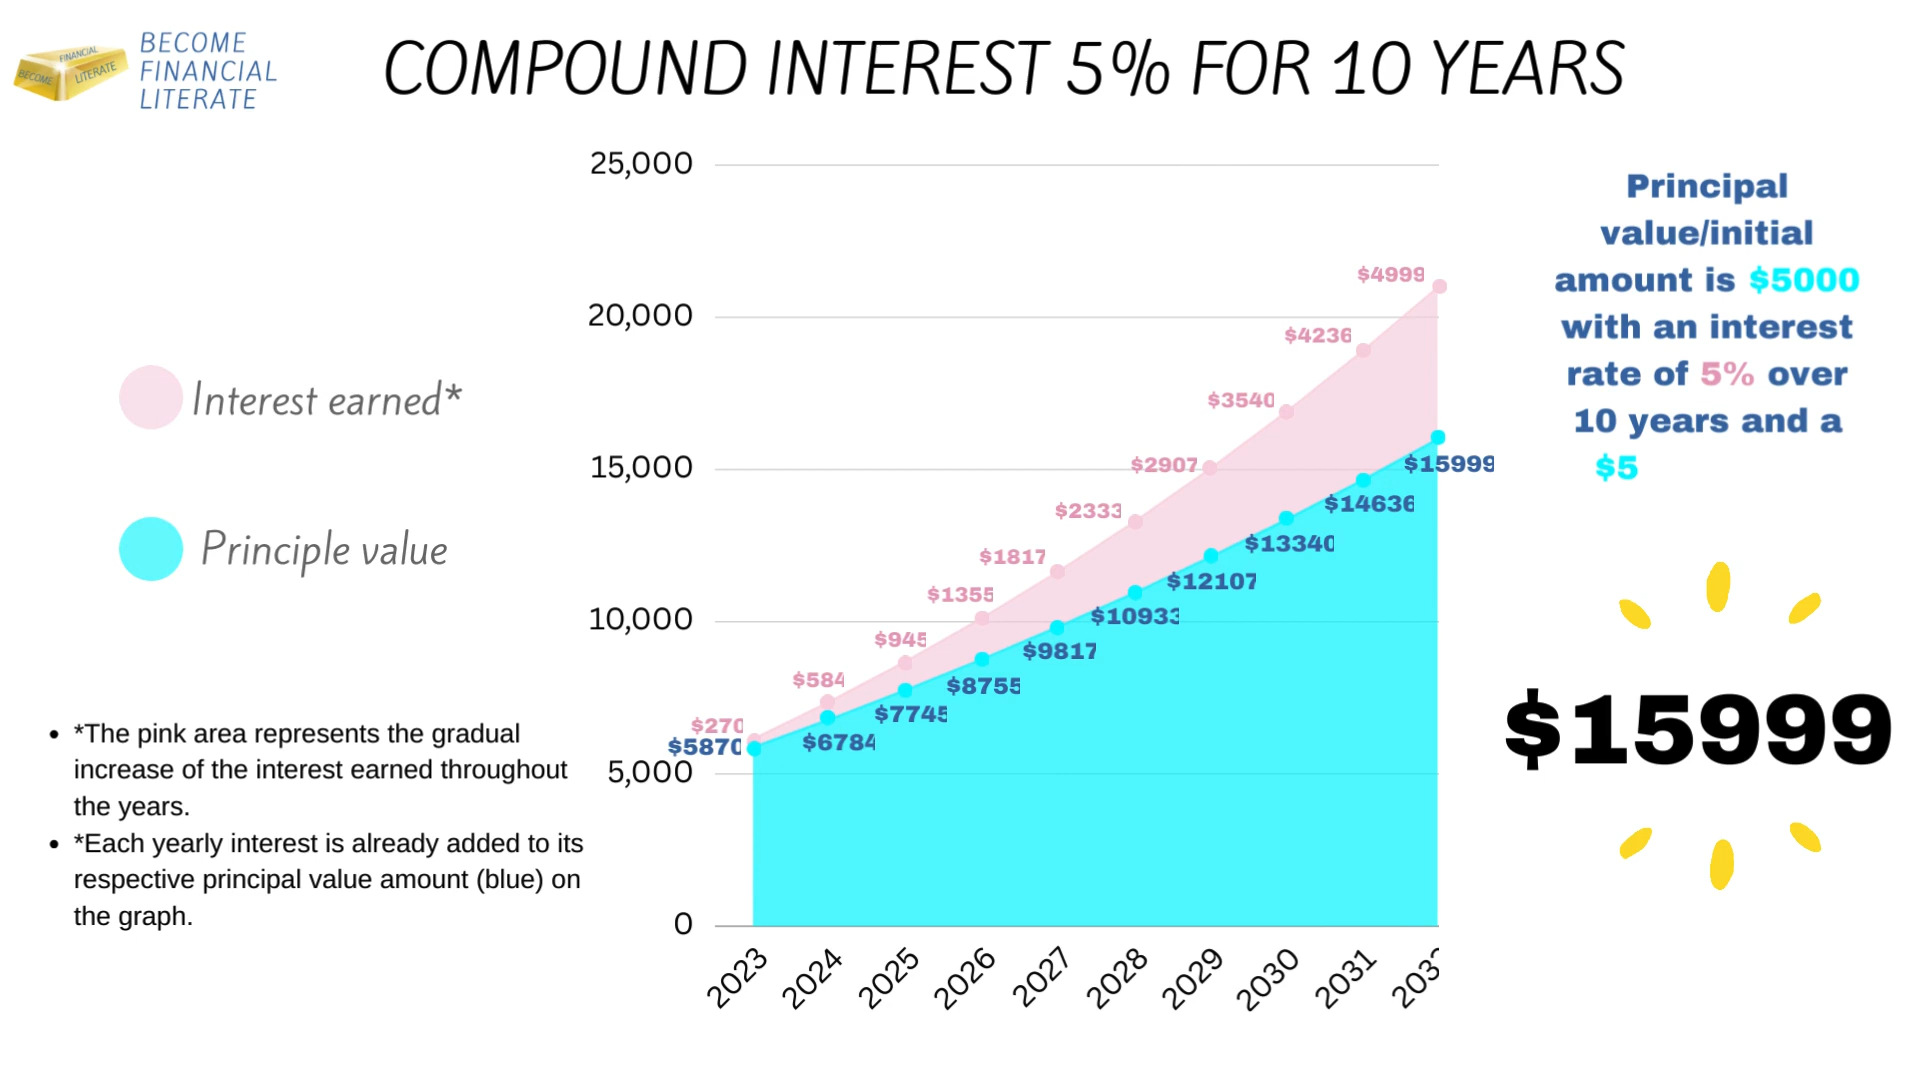 FINANCIAL
BECOME
LITERATE
BECOME
FINANCIAL
LITERATE
COMPOUND INTEREST 5% FOR 10 YEARS
Interest earned*
Principle value
• *The pink area represents the gradual
increase of the interest earned throughout
the years.
• *Each yearly interest is already added to its
respective principal value amount (blue) on
the graph.
25,000
20,000
15,000
10,000
5,000
0
$270
$584
$945
$1355
$1817
$2333
$2907
$3540
$4236
$4999
$5870
$6784
$7745
$8755
$9817
$10933
$12107
$13340
$14636
$15999
2023
2024
2025
2026
2027
2028
2029
2030
2031
Principal
value/initial
amount is $5000
with an interest
rate of 5% over
10 years and a
$5
$15999